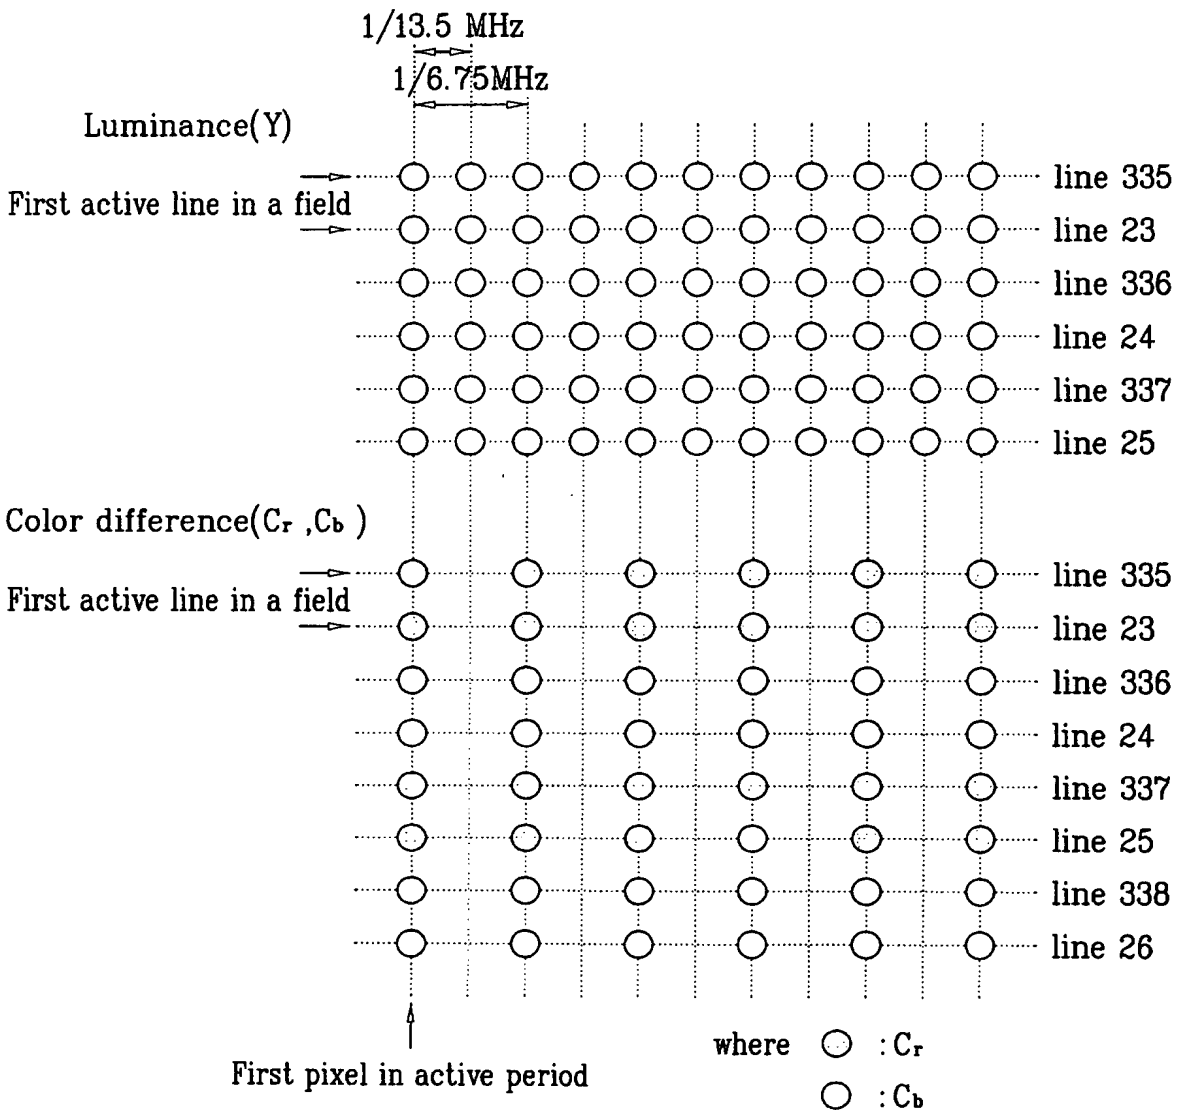 1/13.5 MHz
1/6.75MHz
Luminance(Y)
line 335
First active line in a field
line 23
line 336
line 24
line 337
line 25
Color difference(Cr ,Cb )
line 335
First active line in a field
line 23
line 336
line 24
line 337
line 25
line 338
line 26
First pixel in active period
where : Cr
: Cb